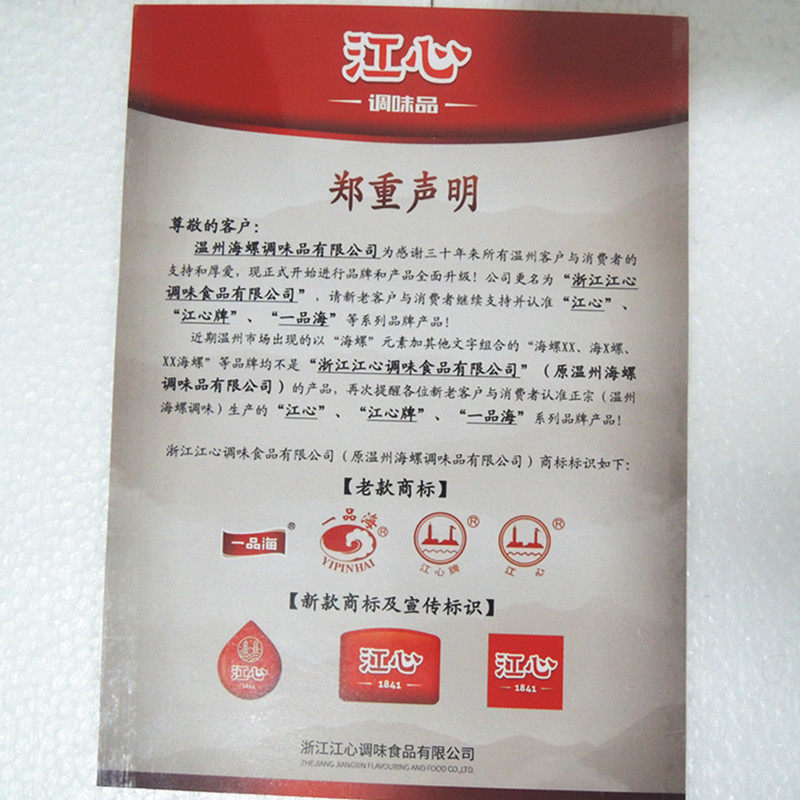 江心
调味品
郑重声明
尊敬的客户：
温州海螺调味品有限公司为感谢三十年来所有温州客户与消费者的
支持和厚爱，现正式开始进行品牌和产品全面升级！公司更名为“浙江江心
调味食品有限公司”，请新老客户与消费者继续支持并认准“江心”、
“江心牌”、“一品海”等系列品牌产品！
近期温州市场出现的以“海螺”元素加其他文字组合的“海螺XX、海X螺、
XX海螺”等品牌均不是“浙江江心调味食品有限公司”（原温州海螺
调味品有限公司）的产品，再次提醒各位新老客户与消费者认准正宗（温州
海螺调味）生产的“江心”、“江心牌”、“一品海”系列品牌产品！
浙江江心调味食品有限公司（原温州海螺调味品有限公司）商标标识如下：
【老款商标】
一品海 ®
一品海 ® YIPINHAI
® 江心牌
® 江心
【新款商标及宣传标识】
江心 1841
江心 1841
江心 1841
浙江江心调味食品有限公司
ZHEJIANG JIANGXIN FLAVOURING AND FOOD CO.,LTD.